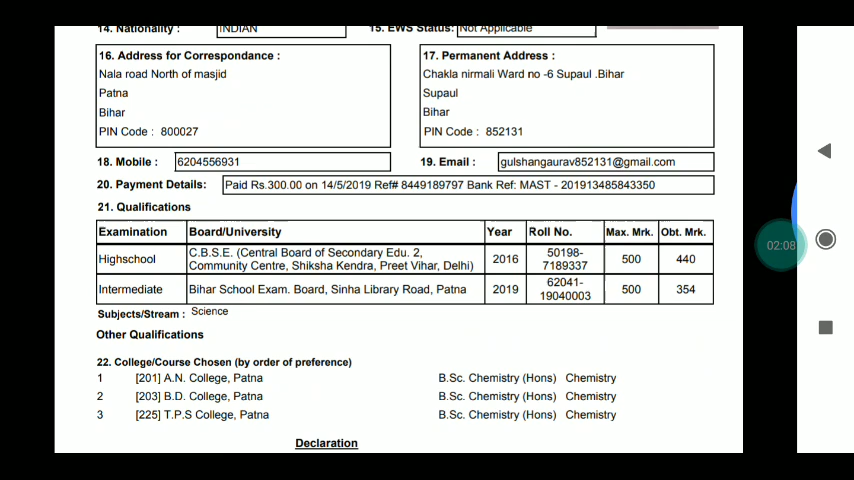 14. Nationality : INDIAN 15. EWS Status: Not Applicable
16. Address for Correspondance :
Nala road North of masjid
Patna
Bihar
PIN Code : 800027
17. Permanent Address :
Chakla nirmali Ward no -6 Supaul .Bihar
Supaul
Bihar
PIN Code : 852131
18. Mobile : 6204556931 19. Email : gulshangaurav852131@gmail.com
20. Payment Details: Paid Rs.300.00 on 14/5/2019 Ref# 8449189797 Bank Ref: MAST - 201913485843350
21. Qualifications
Examination Board/University Year Roll No. Max. Mrk. Obt. Mrk.
Highschool C.B.S.E. (Central Board of Secondary Edu. 2, Community Centre, Shiksha Kendra, Preet Vihar, Delhi) 2016 50198-7189337 500 440
Intermediate Bihar School Exam. Board, Sinha Library Road, Patna 2019 62041-19040003 500 354
Subjects/Stream : Science
Other Qualifications
22. College/Course Chosen (by order of preference)
1 [201] A.N. College, Patna B.Sc. Chemistry (Hons) Chemistry
2 [203] B.D. College, Patna B.Sc. Chemistry (Hons) Chemistry
3 [225] T.P.S College, Patna B.Sc. Chemistry (Hons) Chemistry
Declaration
02:08